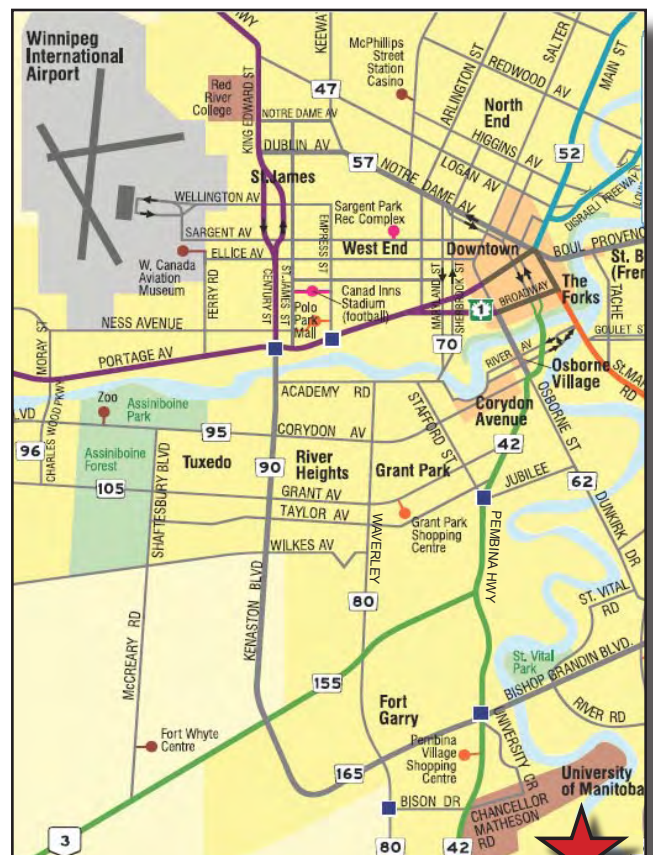 Winnipeg
International
Airport
HWY
KEEWA
McPhillips
Street
Station
Casino
ARLINGTON ST
SALTER
MAIN ST
REDWOOD AV
Red
River
College
KING EDWARD ST
47
North
End
NOTRE DAME AV
DUBLIN AV
57
NOTRE DAME AV
LOGAN AV
HIGGINS AV
52
DISRAELI FREEWAY
St. James
WELLINGTON AV
SARGENT AV
ELLICE AV
Sargent Park
Rec Complex
EMPRESS ST
West End
Downtown
BOUL PROVENC
St. B
(Fren
W. Canada
Aviation
Museum
FERRY RD
CENTURY ST
ST. JAMES ST
Canad Inns
Stadium
(football)
Polo
Park
Mall
MARYLAND ST
SHERBROOK ST
1
BROADWAY
The
Forks
TACHE
MORAY ST
NESS AVENUE
PORTAGE AV
70
RIVER AV
GOULET ST
Osborne
Village
ST. MA
RD
ACADEMY RD
CHARLES WOOD PKWY
Zoo
Assiniboine
Park
LVD
95
CORYDON AV
STAFFORD ST
Corydon
Avenue
OSBORNE ST
96
Assiniboine
Forest
SHAFTESBURY BLVD
Tuxedo
90
River
Heights
Grant Park
42
JUBILEE
62
105
GRANT AV
TAYLOR AV
Grant Park
Shopping
Centre
DUNKIRK DR
WILKES AV
WAVERLEY
PEMBINA HWY
McCREARY RD
KENASTON BLVD
80
ST. VITAL
RD
St. Vital
Park
155
BISHOP GRANDIN BLVD.
Fort
Garry
RIVER RD
Fort Whyte
Centre
Pembina
Village
Shopping
Centre
UNIVERSITY CR
165
University
of Manitoba
BISON DR
CHANCELLOR
MATHESON
RD
3
80
42